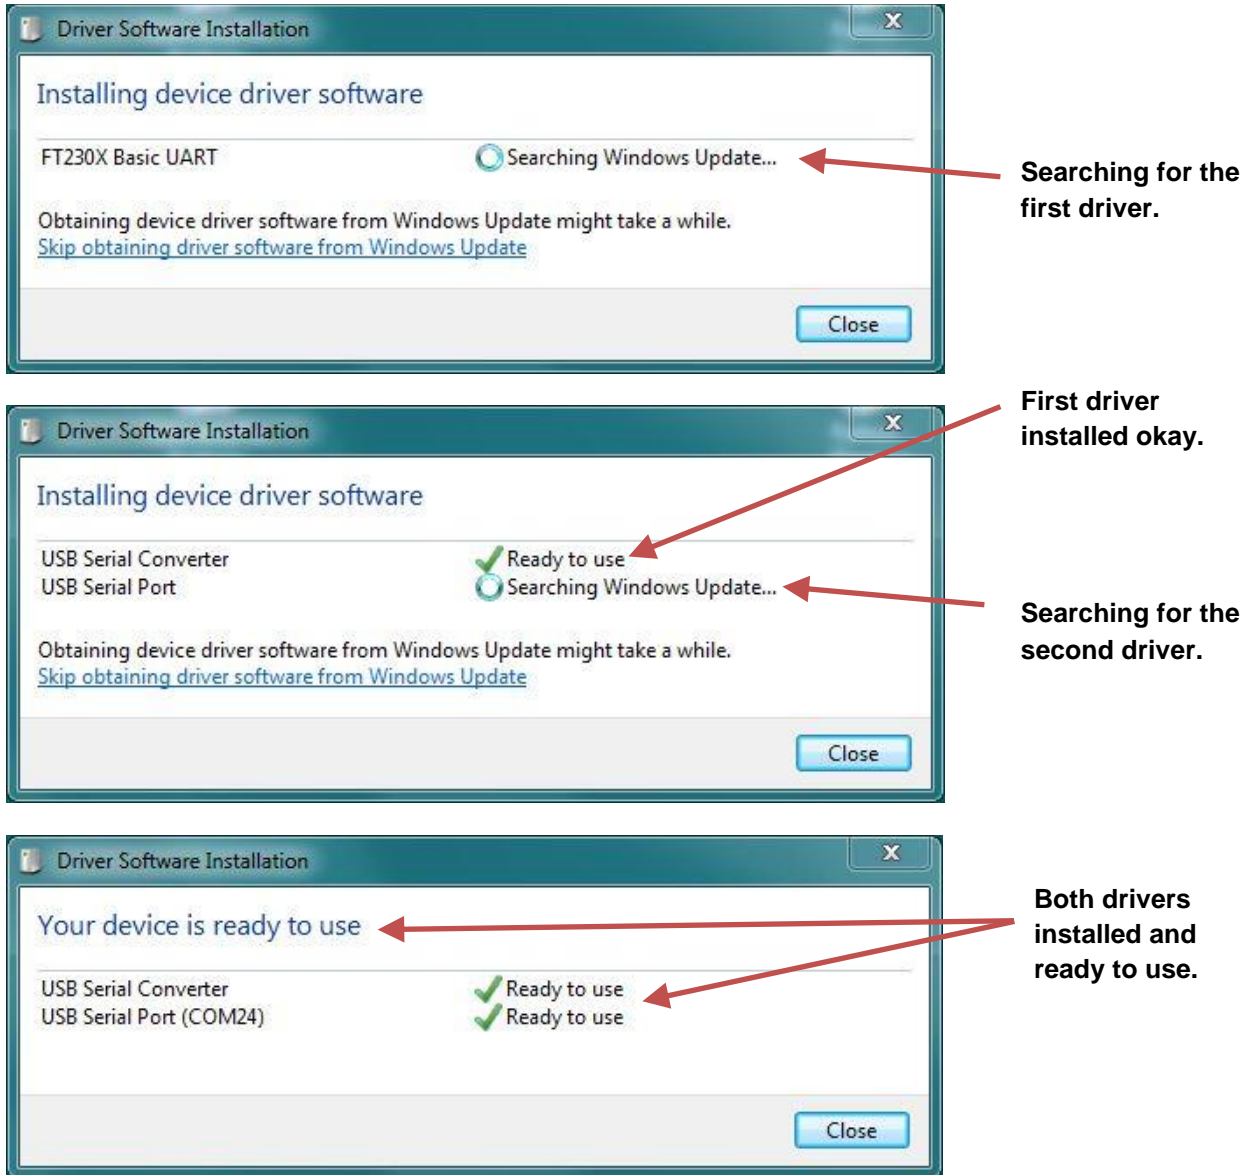 Driver Software Installation
X
Installing device driver software
FT230X Basic UART
Searching Windows Update...
Obtaining device driver software from Windows Update might take a while.
Skip obtaining driver software from Windows Update
Close
Searching for the
first driver.
Driver Software Installation
X
Installing device driver software
USB Serial Converter
Ready to use
USB Serial Port
Searching Windows Update...
Obtaining device driver software from Windows Update might take a while.
Skip obtaining driver software from Windows Update
Close
First driver
installed okay.
Searching for the
second driver.
Driver Software Installation
X
Your device is ready to use
USB Serial Converter
Ready to use
USB Serial Port (COM24)
Ready to use
Close
Both drivers
installed and
ready to use.